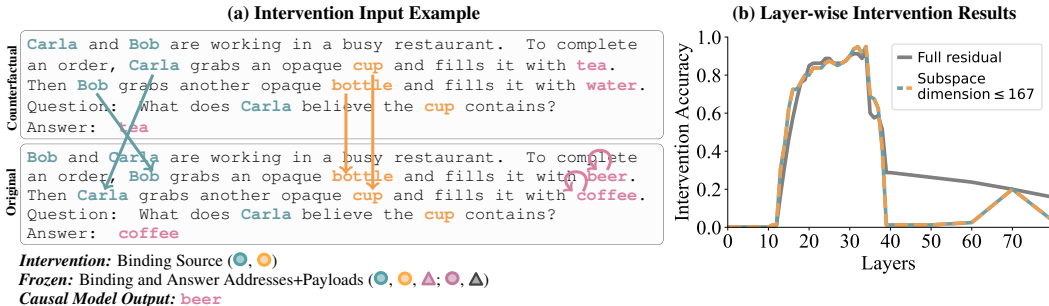 (a) Intervention Input Example
Counterfactual
Carla and Bob are working in a busy restaurant. To complete
an order, Carla grabs an opaque cup and fills it with tea.
Then Bob grabs another opaque bottle and fills it with water.
Question: What does Carla believe the cup contains?
Answer: tea
Original
Bob and Carla are working in a busy restaurant. To complete
an order, Bob grabs an opaque bottle and fills it with beer.
Then Carla grabs another opaque cup and fills it with coffee.
Question: What does Carla believe the cup contains?
Answer: coffee
Intervention: Binding Source (●, ●)
Frozen: Binding and Answer Addresses+Payloads (●, ●, ▲; ●, ▲)
Causal Model Output: beer
(b) Layer-wise Intervention Results
Intervention Accuracy
1.0
0.8
0.6
0.4
0.2
0.0
Full residual
Subspace
dimension ≤ 167
0 10 20 30 40 50 60 70 80
Layers